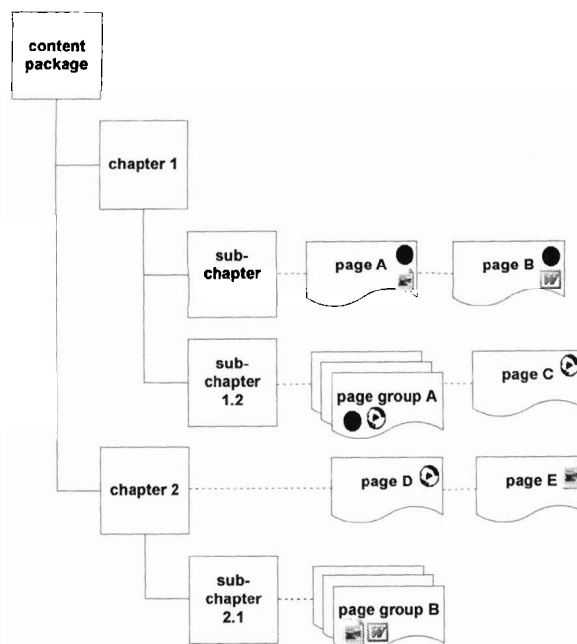 content
package
chapter 1
sub-
chapter
page A
page B
W
sub-
chapter
1.2
page group A
page C
chapter 2
page D
page E
sub-
chapter
2.1
page group B
W